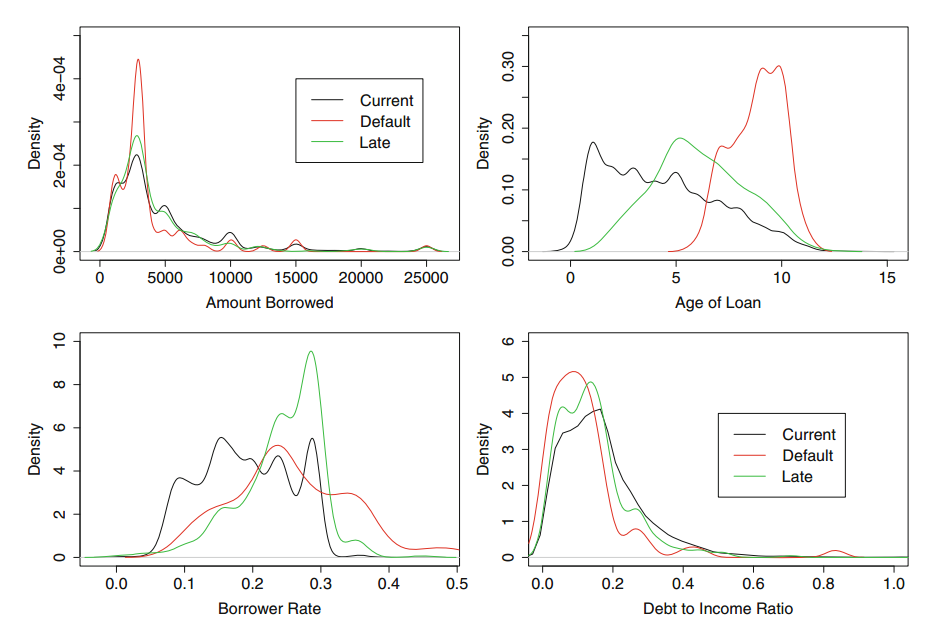 Density
0e+00 2e-04 4e-04
0 5000 10000 15000 20000 25000
Amount Borrowed
Current
Default
Late
Density
0.00 0.10 0.20 0.30
0 5 10 15
Age of Loan
Density
0 2 4 6 8 10
0.0 0.1 0.2 0.3 0.4 0.5
Borrower Rate
Density
0 1 2 3 4 5 6
0.0 0.2 0.4 0.6 0.8 1.0
Debt to Income Ratio
Current
Default
Late